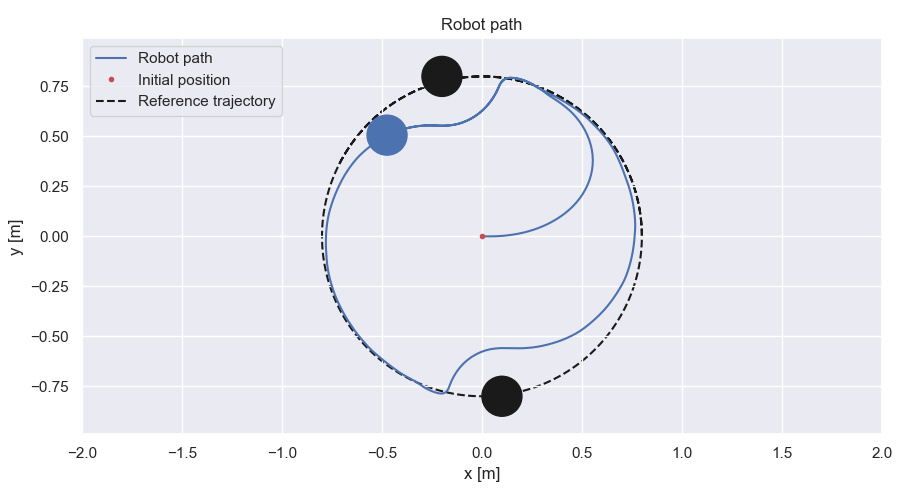 Robot path
Robot path
Initial position
Reference trajectory
0.75
0.50
0.25
0.00
−0.25
−0.50
−0.75
y [m]
−2.0 −1.5 −1.0 −0.5 0.0 0.5 1.0 1.5 2.0
x [m]